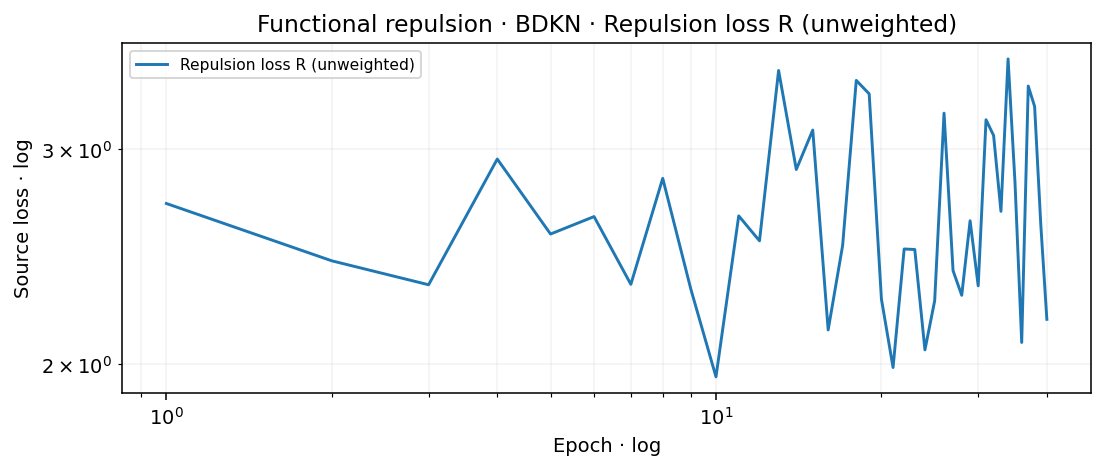 Functional repulsion · BDKN · Repulsion loss R (unweighted)
Repulsion loss R (unweighted)
Source loss · log
3 × 10⁰
2 × 10⁰
10⁰
10¹
Epoch · log